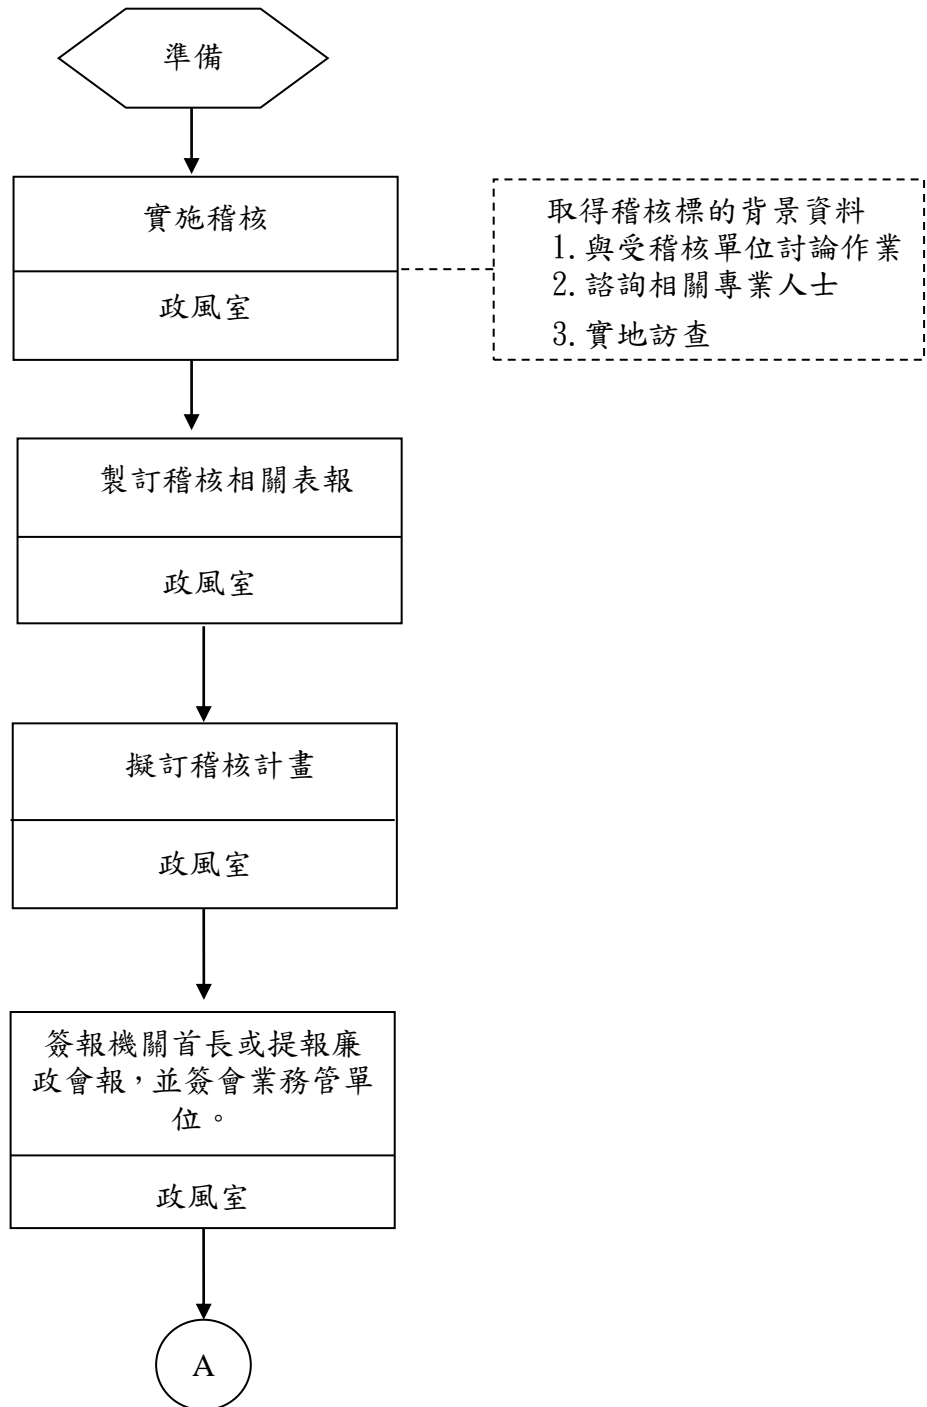 準備
實施稽核
政風室
取得稽核標的背景資料
1.與受稽核單位討論作業
2.諮詢相關專業人士
3.實地訪查
製訂稽核相關表報
政風室
擬訂稽核計畫
政風室
簽報機關首長或提報廉
政會報，並簽會業務管單
位。
政風室
A